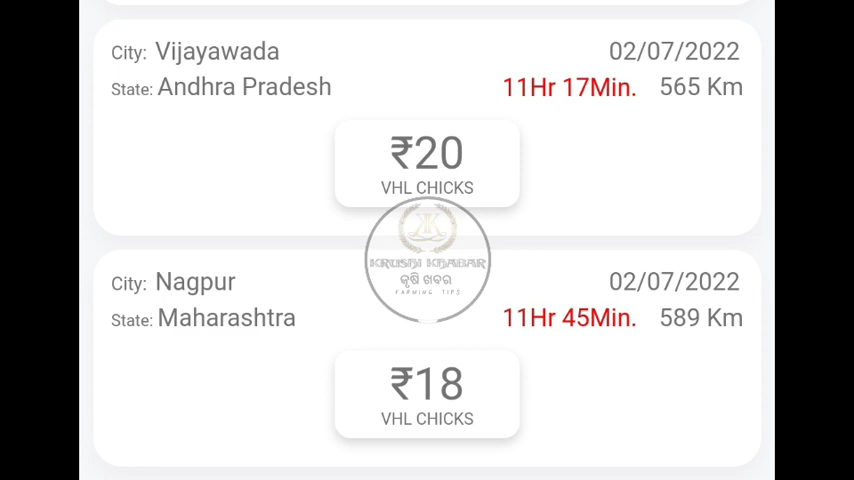 City: Vijayawada 02/07/2022
State: Andhra Pradesh 11Hr 17Min. 565 Km
₹20
VHL CHICKS
KRUSHI KHABAR
କୃଷି ଖବର
FARMING TIPS
City: Nagpur 02/07/2022
State: Maharashtra 11Hr 45Min. 589 Km
₹18
VHL CHICKS